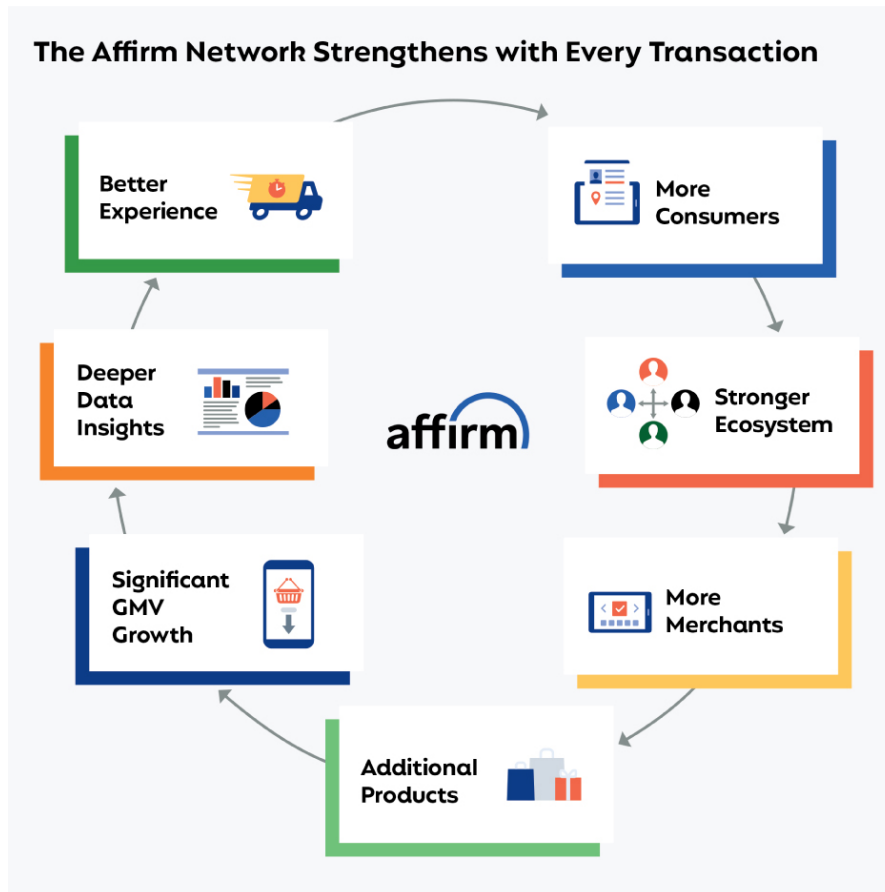 The Affirm Network Strengthens with Every Transaction
Better
Experience
More
Consumers
Deeper
Data
Insights
affirm
Stronger
Ecosystem
Significant
GMV
Growth
More
Merchants
Additional
Products